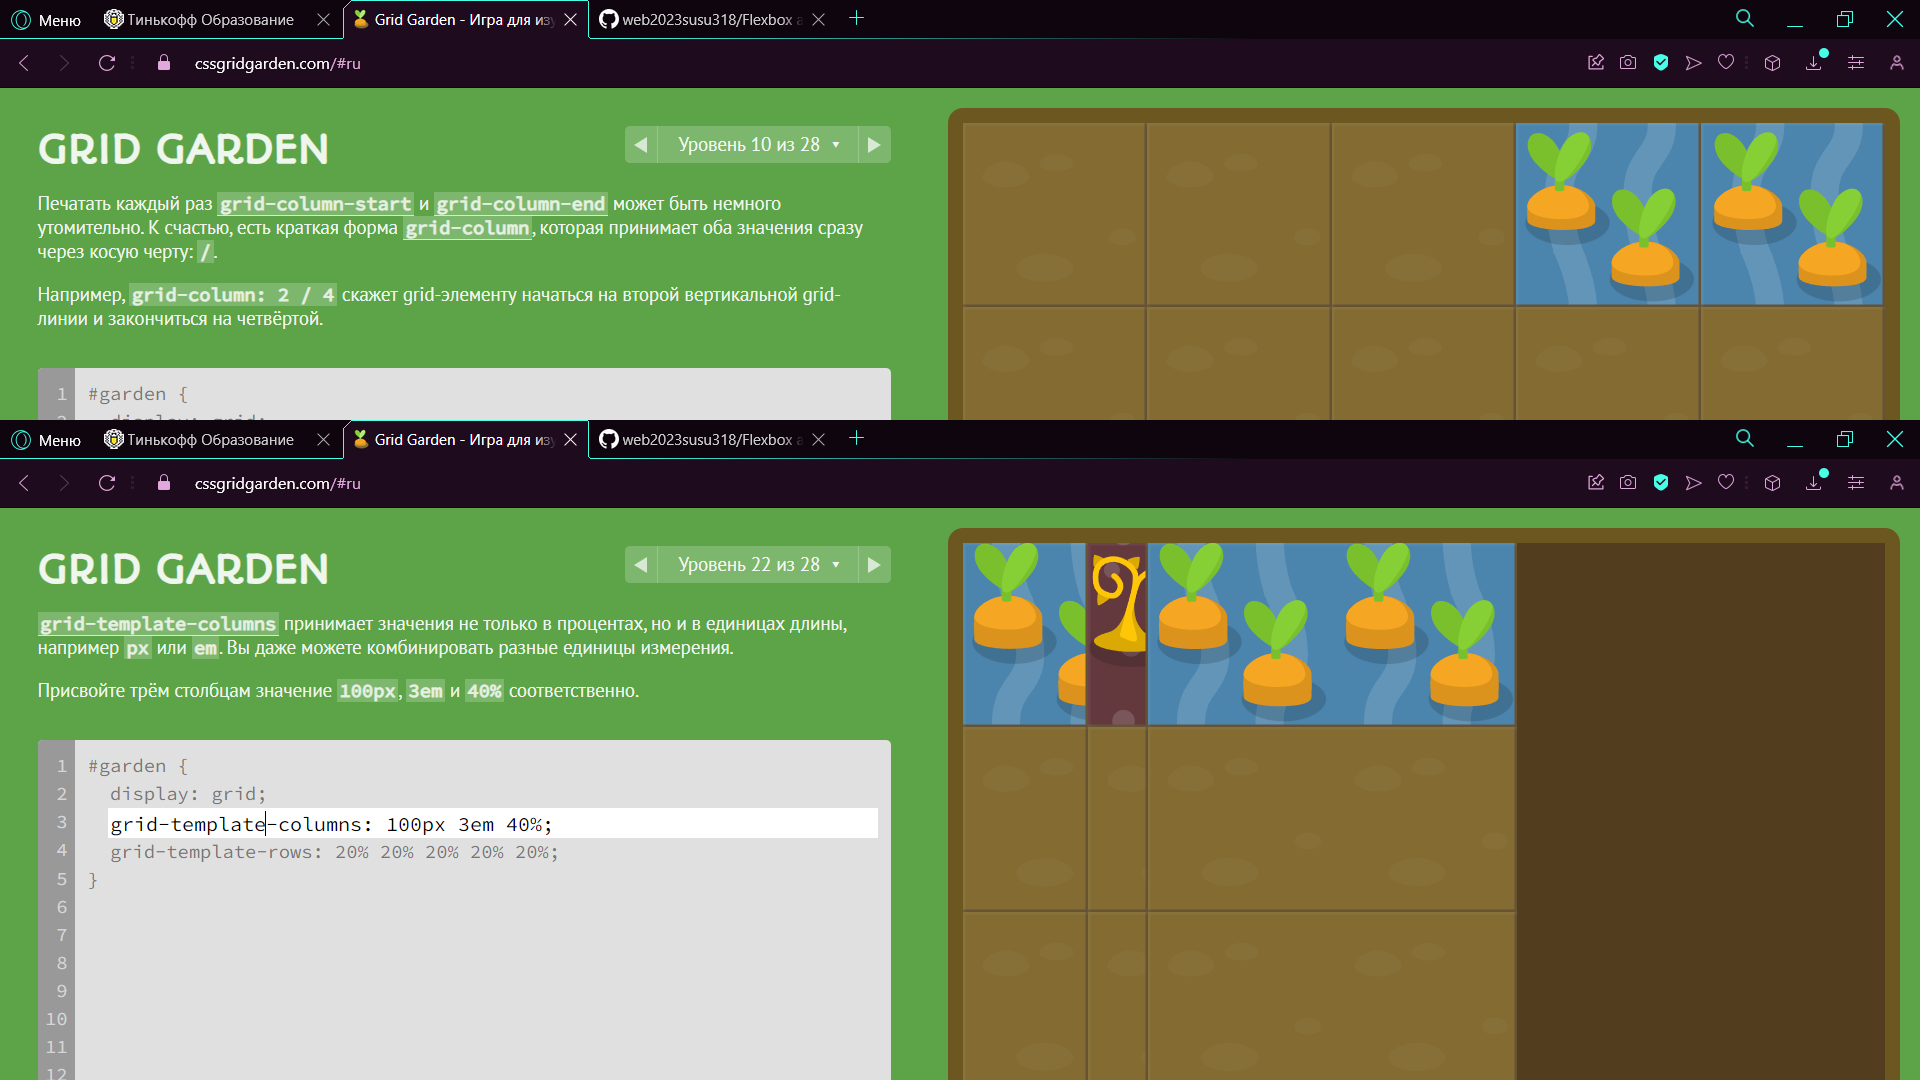 Меню
Тинькофф Образование
Grid Garden - Игра для из
web2023susu318/Flexbox
cssgridgarden.com/#ru
GRID GARDEN
Уровень 10 из 28
Печатать каждый раз grid-column-start и grid-column-end может быть немного
утомительно. К счастью, есть краткая форма grid-column, которая принимает оба значения сразу
через косую черту: /.
Например, grid-column: 2 / 4 скажет grid-элементу начаться на второй вертикальной grid-
линии и закончиться на четвёртой.
1 #garden {
Меню
Тинькофф Образование
Grid Garden - Игра для из
web2023susu318/Flexbox
cssgridgarden.com/#ru
GRID GARDEN
Уровень 22 из 28
grid-template-columns принимает значения не только в процентах, но и в единицах длины,
например px или em. Вы даже можете комбинировать разные единицы измерения.
Присвойте трём столбцам значение 100px, 3em и 40% соответственно.
1 #garden {
2 display: grid;
3 grid-template-columns: 100px 3em 40%;
4 grid-template-rows: 20% 20% 20% 20% 20%;
5 }
6
7
8
9
10
11
12